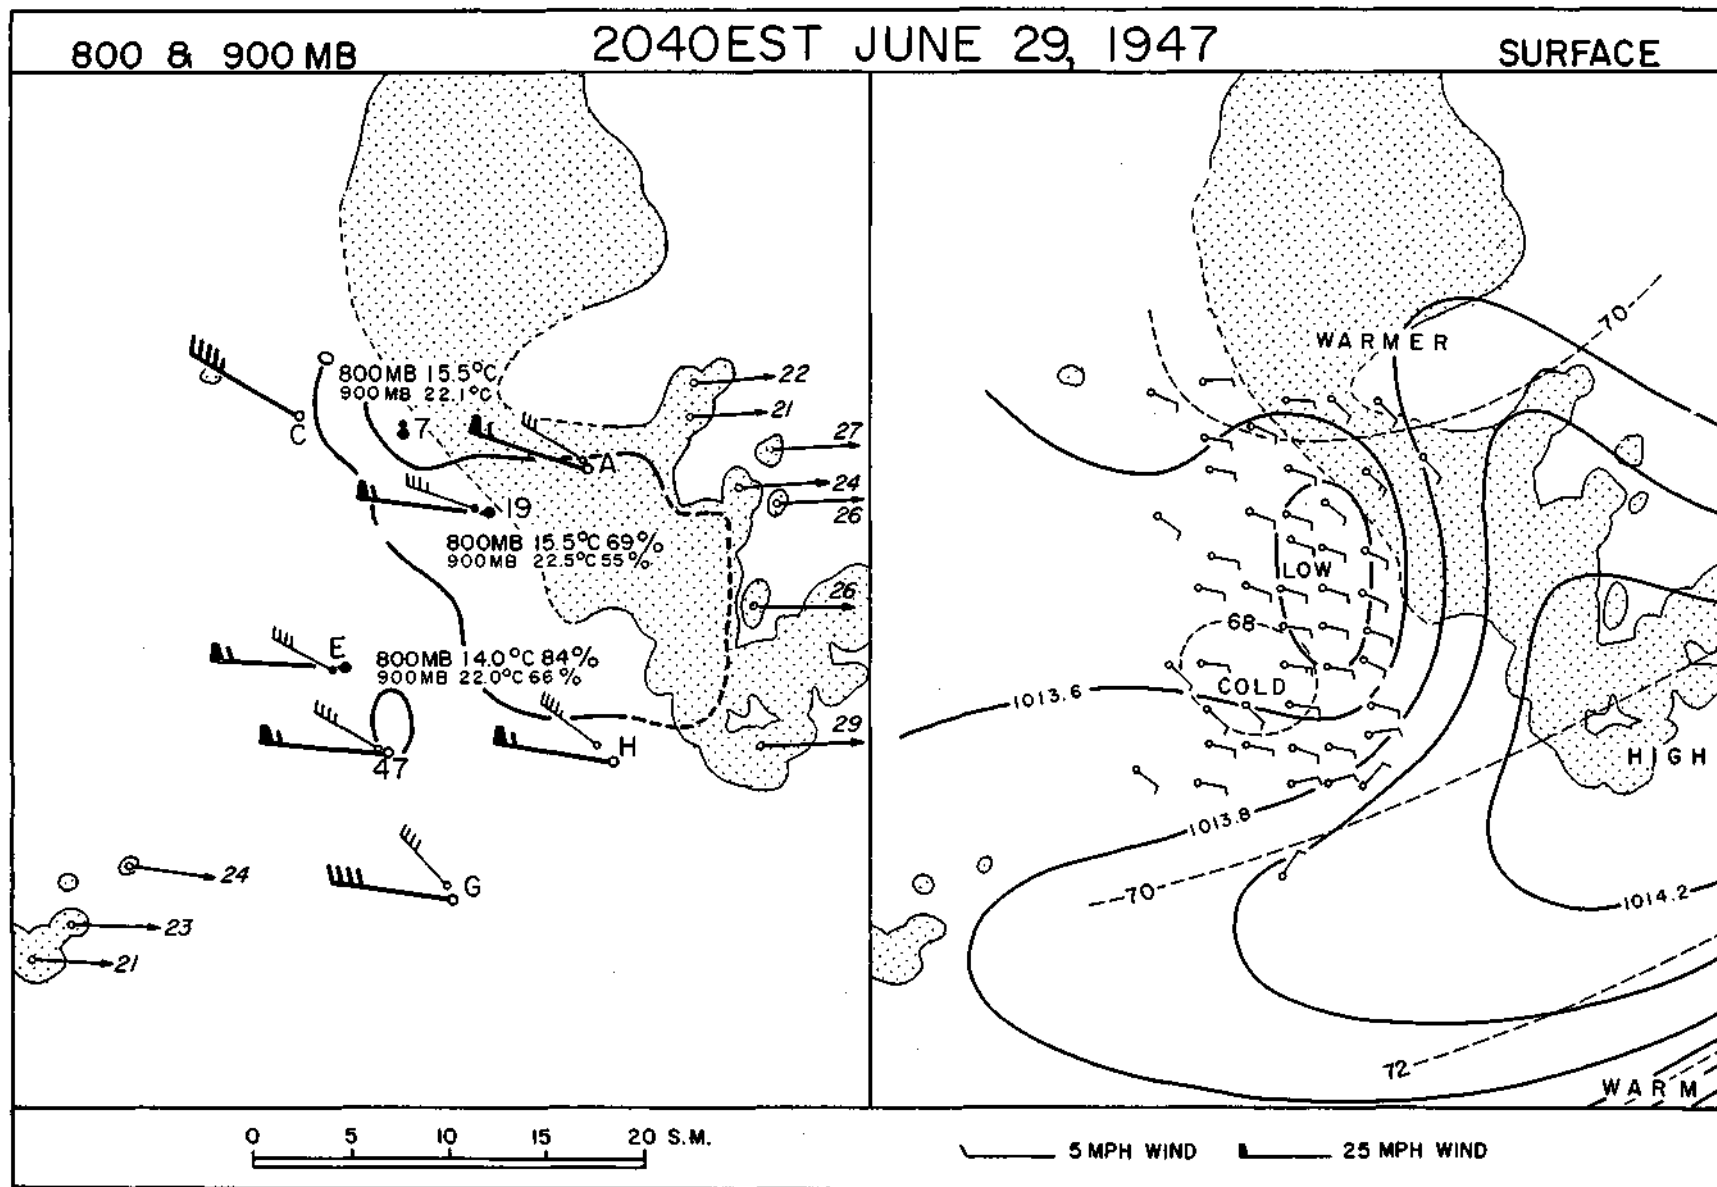 800 & 900 MB
2040EST JUNE 29, 1947
SURFACE
C
800MB 15.5°C
900MB 22.1°C
7
A
22
21
27
24
26
19
800MB 15.5°C 69%
900MB 22.5°C 55%
26
E
800MB 14.0°C 84%
900MB 22.0°C 66%
47
H
29
G
24
23
21
70
WARMER
LOW
68
COLD
1013.6
HIGH
1013.8
70
1014.2
72
WARM
0 5 10 15 20 S.M.
5 MPH WIND
25 MPH WIND